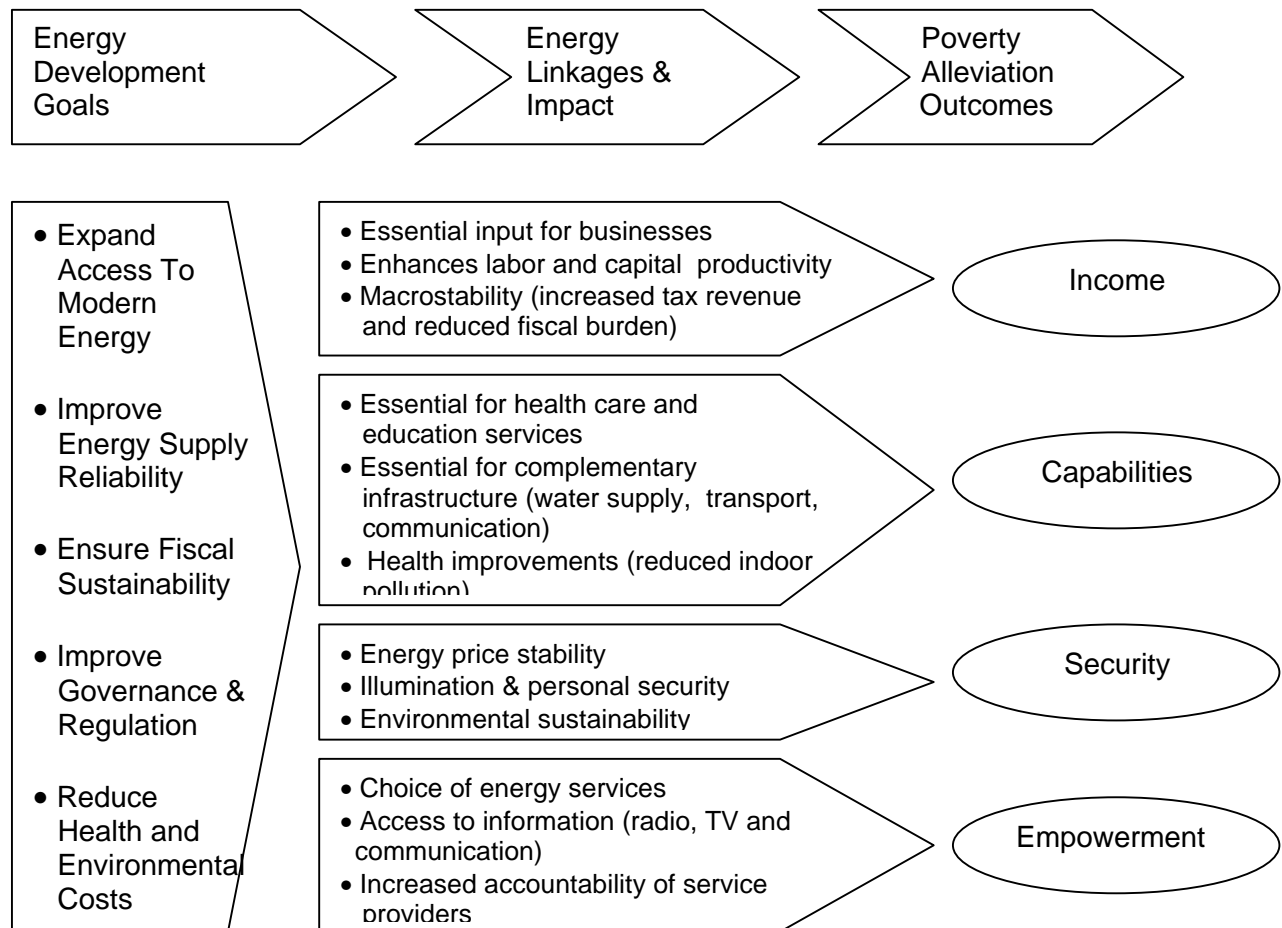 Energy
Development
Goals
Energy
Linkages &
Impact
Poverty
Alleviation
Outcomes
• Expand
Access To
Modern
Energy
• Improve
Energy Supply
Reliability
• Ensure Fiscal
Sustainability
• Improve
Governance &
Regulation
• Reduce
Health and
Environmental
Costs
• Essential input for businesses
• Enhances labor and capital productivity
• Macrostability (increased tax revenue
and reduced fiscal burden)
Income
• Essential for health care and
education services
• Essential for complementary
infrastructure (water supply, transport,
communication)
• Health improvements (reduced indoor
pollution)
Capabilities
• Energy price stability
• Illumination & personal security
• Environmental sustainability
Security
• Choice of energy services
• Access to information (radio, TV and
communication)
• Increased accountability of service
providers
Empowerment